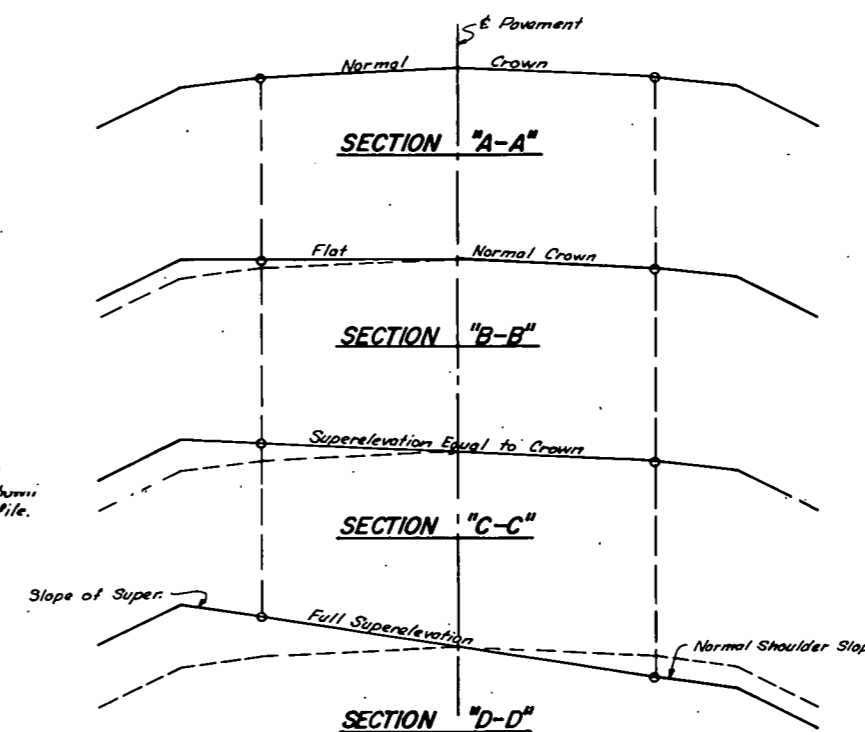 ℄ Pavement
Normal Crown
SECTION "A-A"
Flat Normal Crown
SECTION "B-B"
Superelevation Equal to Crown
SECTION "C-C"
Slope of Super.
Full Superelevation
Normal Shoulder Slop
SECTION "D-D"